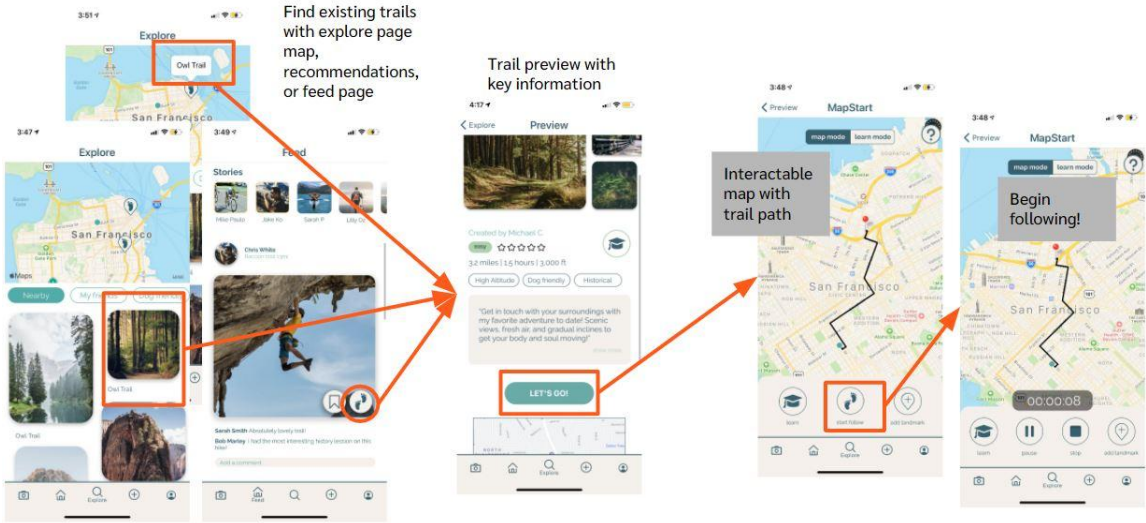 Find existing trails
with explore page
map,
recommendations,
or feed page
3:51
Explore
Owl Trail
San Francisco
3:47
Explore
San Francisco
Maps
Nearby
My friends
Dog friendly
Owl Trail
Owl Trail
Explore
3:49
Feed
Stories
Mike Paulo
Jake Ko
Sarah P.
Chris White
Sarah Smith Absolutely lovely trail!
Bob Marley I had the most interesting history lesson on this
hike!
Add a comment
Feed
Trail preview with
key information
4:17
Explore
Preview
Created by Michael C.
easy
3.2 miles | 1.5 hours | 3,000 ft
High Altitude
Dog friendly
Historical
"Get in touch with your surroundings with
my favorite adventure to date! Scenic
views, fresh air, and gradual inclines to
get your body and soul moving!"
show more
LET'S GO!
Explore
3:48
Preview
MapStart
map mode
learn mode
?
Interactable
map with
trail path
San Francisco
learn
start follow
add landmark
Explore
3:48
Preview
MapStart
map mode
learn mode
?
Begin
following!
San Francisco
00:00:08
learn
pause
stop
add landmark
Explore